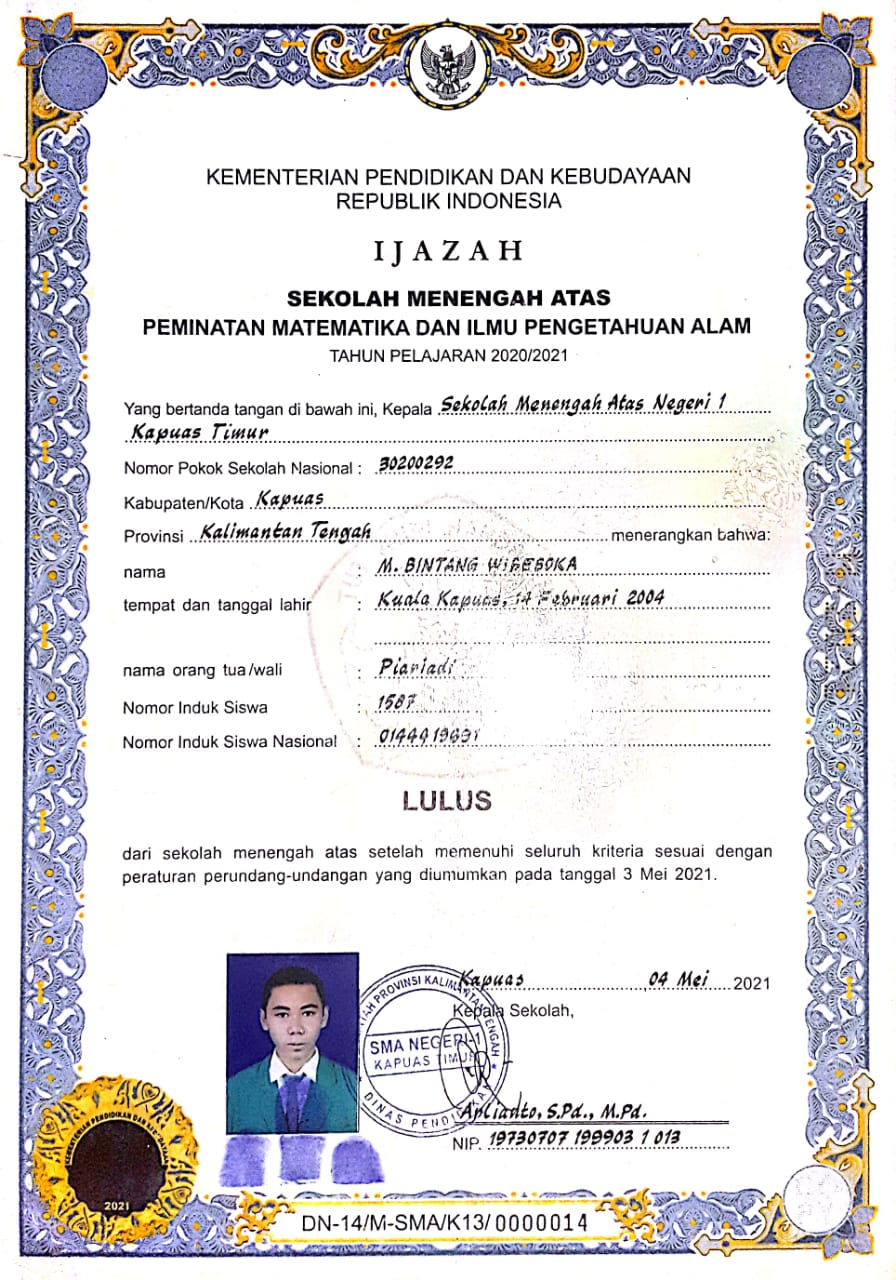 KEMENTERIAN PENDIDIKAN DAN KEBUDAYAAN
REPUBLIK INDONESIA
IJAZAH
SEKOLAH MENENGAH ATAS
PEMINATAN MATEMATIKA DAN ILMU PENGETAHUAN ALAM
TAHUN PELAJARAN 2020/2021
Yang bertanda tangan di bawah ini, Kepala Sekolah Menengah Atas Negeri 1
Kapuas Timur
Nomor Pokok Sekolah Nasional : 30200292
Kabupaten/Kota Kapuas
Provinsi Kalimantan Tengah menerangkan bahwa:
nama : M. BINTANG
tempat dan tanggal lahir : Kuala Kapuas, 14 Februari 2004
nama orang tua/wali : Piariadi
Nomor Induk Siswa : 1587
Nomor Induk Siswa Nasional :
LULUS
dari sekolah menengah atas setelah memenuhi seluruh kriteria sesuai dengan
peraturan perundang-undangan yang diumumkan pada tanggal 3 Mei 2021.
Kapuas, 04 Mei 2021
Kepala Sekolah,
PROVINSI KALIMANTAN TENGAH
SMA NEGERI-1
KAPUAS TIMUR
DINAS PENDIDIKAN
Aplianto, S.Pd., M.Pd.
NIP. 19730707 199903 1 013
KEMENTERIAN PENDIDIKAN DAN KEBUDAYAAN
2021
DN-14/M-SMA/K13/0000014